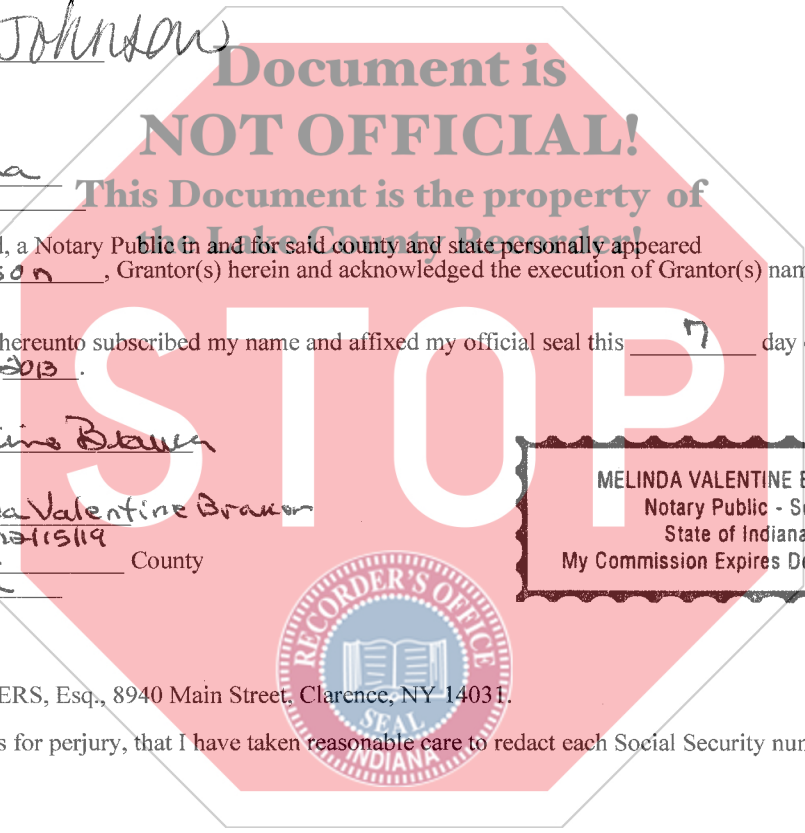 Johnson
Document is
NOT OFFICIAL!
This Document is the property of
the Lake County Recorder!
, a Notary Public in and for said county and state personally appeared
son , Grantor(s) herein and acknowledged the execution of Grantor(s) nam
hereunto subscribed my name and affixed my official seal this 7 day
2013 .
STOP
MELINDA VALENTINE B
Notary Public - Se
State of Indiana
My Commission Expires De
Valentine Braker
12/15/19
County
RECORDER'S OFFICE
SEAL
INDIANA
ERS, Esq., 8940 Main Street, Clarence, NY 14031.
s for perjury, that I have taken reasonable care to redact each Social Security num